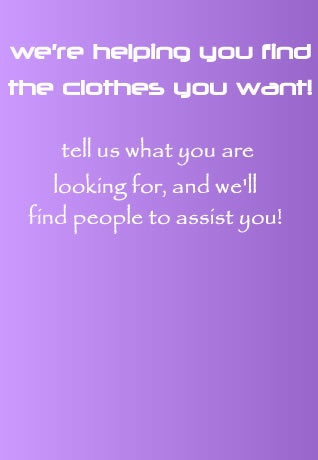 we're helping you find
the clothes you want!
tell us what you are
looking for, and we'll
find people to assist you!